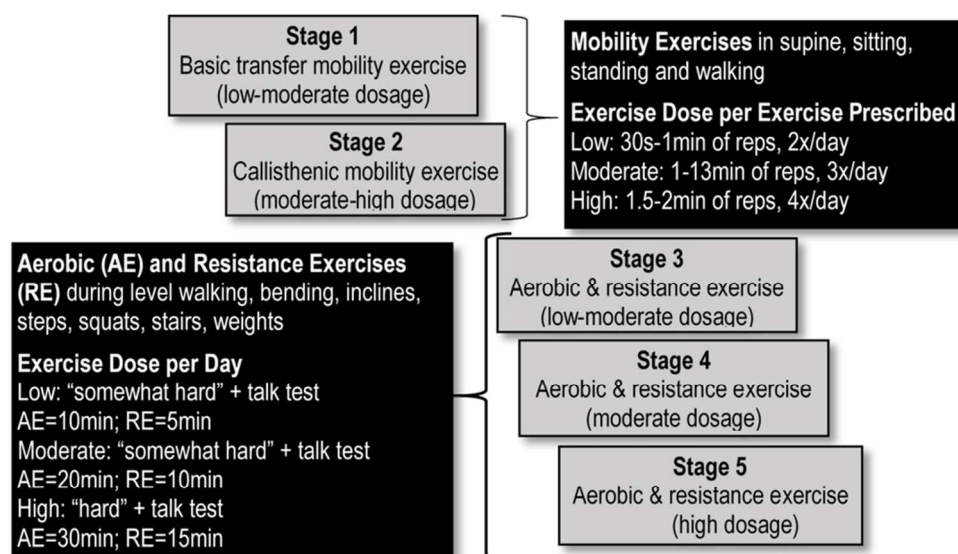 Stage 1
Basic transfer mobility exercise
(low-moderate dosage)
Stage 2
Callisthenic mobility exercise
(moderate-high dosage)
Mobility Exercises in supine, sitting,
standing and walking
Exercise Dose per Exercise Prescribed
Low: 30s-1min of reps, 2x/day
Moderate: 1-13min of reps, 3x/day
High: 1.5-2min of reps, 4x/day
Aerobic (AE) and Resistance Exercises
(RE) during level walking, bending, inclines,
steps, squats, stairs, weights
Exercise Dose per Day
Low: “somewhat hard” + talk test
AE=10min; RE=5min
Moderate: “somewhat hard” + talk test
AE=20min; RE=10min
High: “hard” + talk test
AE=30min; RE=15min
Stage 3
Aerobic & resistance exercise
(low-moderate dosage)
Stage 4
Aerobic & resistance exercise
(moderate dosage)
Stage 5
Aerobic & resistance exercise
(high dosage)